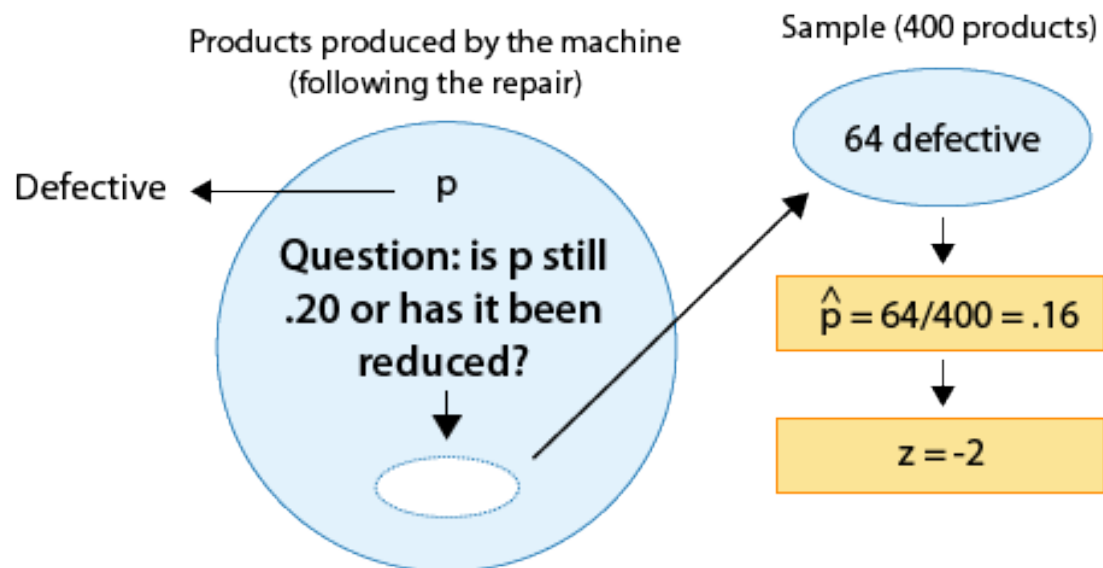 Products produced by the machine
(following the repair)
Defective
p
Question: is p still
.20 or has it been
reduced?
Sample (400 products)
64 defective
p̂ = 64/400 = .16
z = -2